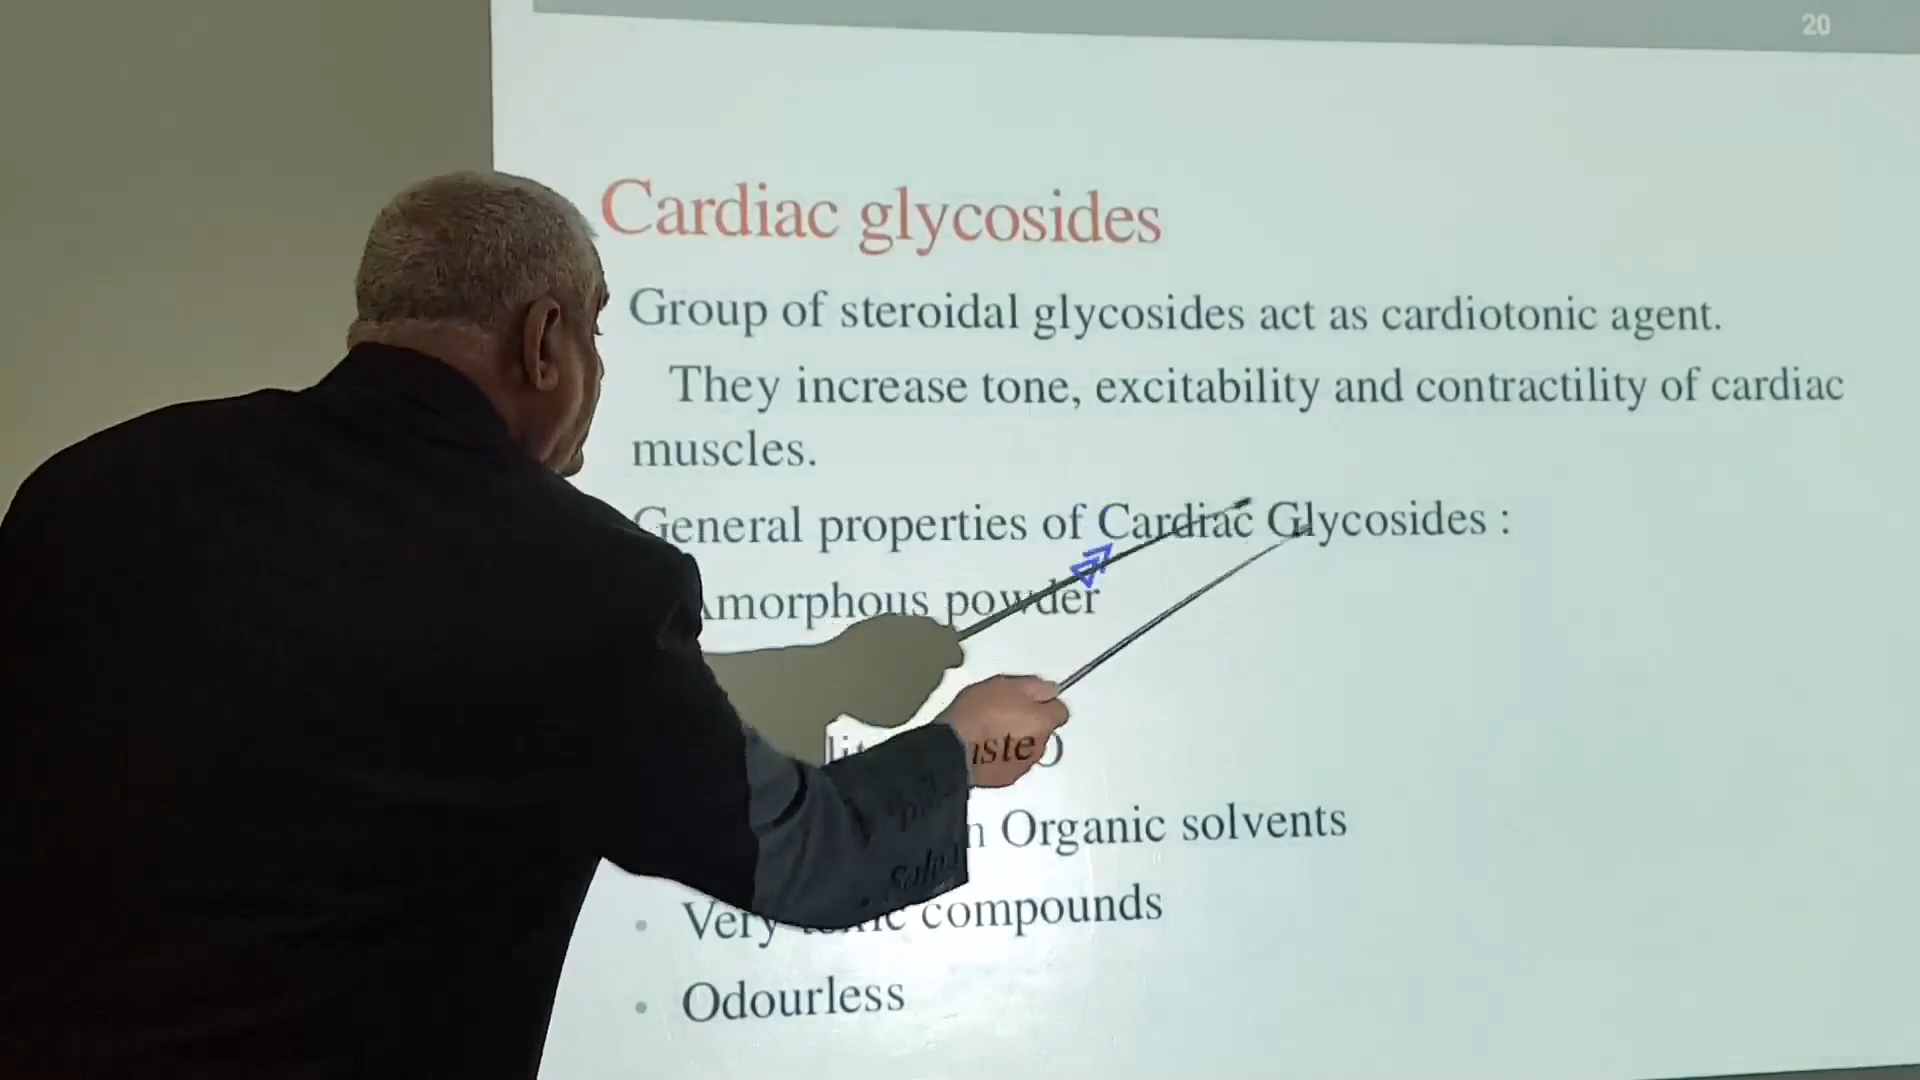 20
Cardiac glycosides
Group of steroidal glycosides act as cardiotonic agent.
They increase tone, excitability and contractility of cardiac
muscles.
General properties of Cardiac Glycosides :
Amorphous powder
Organic solvents
Very compounds
Odourless